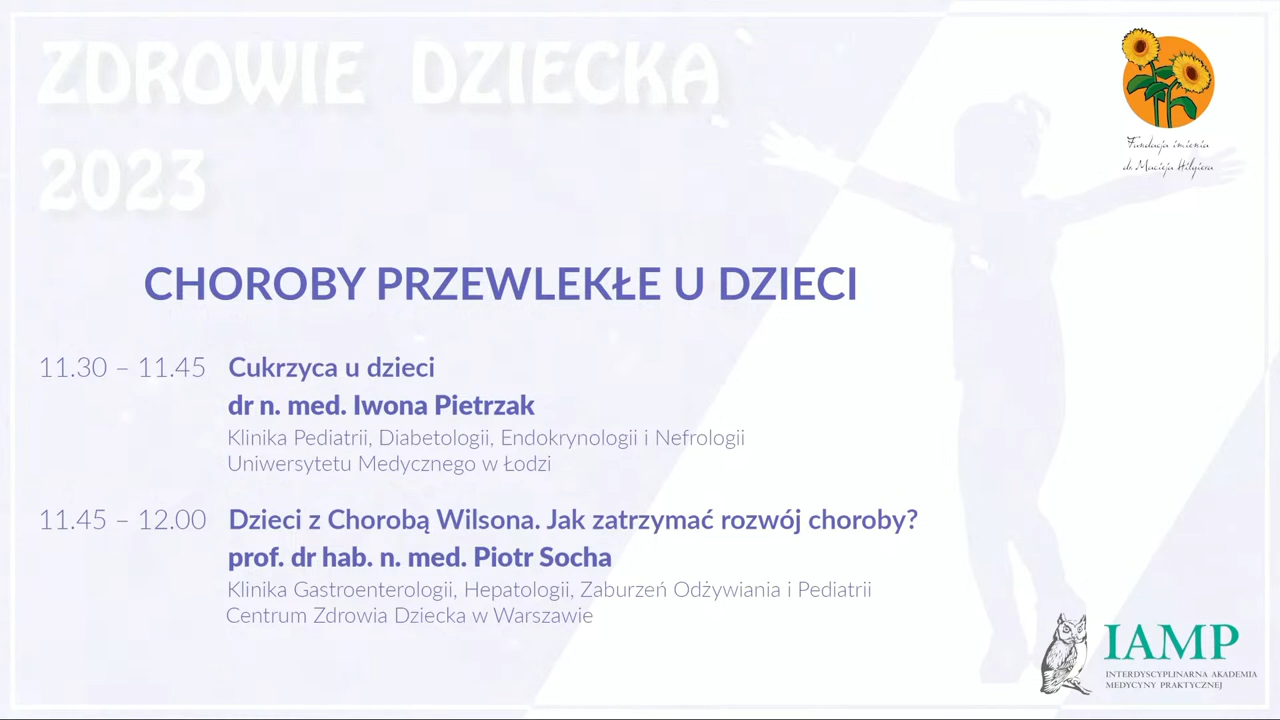 ZDROWIE DZIECKA
2023
Fundacja imienia
dr Macieja Hilgiera
CHOROBY PRZEWLEKŁE U DZIECI
11.30 – 11.45 Cukrzyca u dzieci
dr n. med. Iwona Pietrzak
Klinika Pediatrii, Diabetologii, Endokrynologii i Nefrologii
Uniwersytetu Medycznego w Łodzi
11.45 – 12.00 Dzieci z Chorobą Wilsona. Jak zatrzymać rozwój choroby?
prof. dr hab. n. med. Piotr Socha
Klinika Gastroenterologii, Hepatologii, Zaburzeń Odżywiania i Pediatrii
Centrum Zdrowia Dziecka w Warszawie
IAMP
INTERDYSCYPLINARNA AKADEMIA
MEDYCYNY PRAKTYCZNEJ